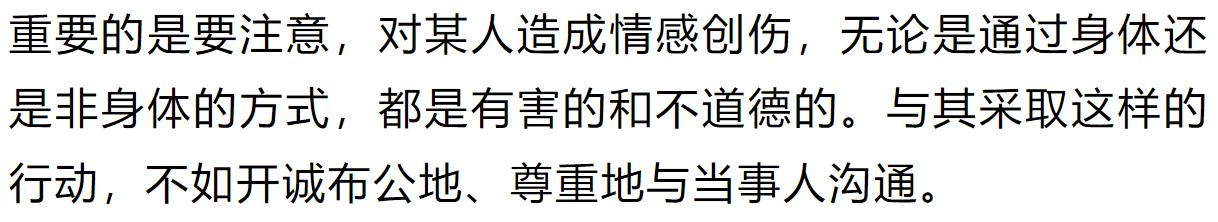 重要的是要注意，对某人造成情感创伤，无论是通过身体还
是非身体的方式，都是有害的和不道德的。与其采取这样的
行动，不如开诚布公地、尊重地与当事人沟通。